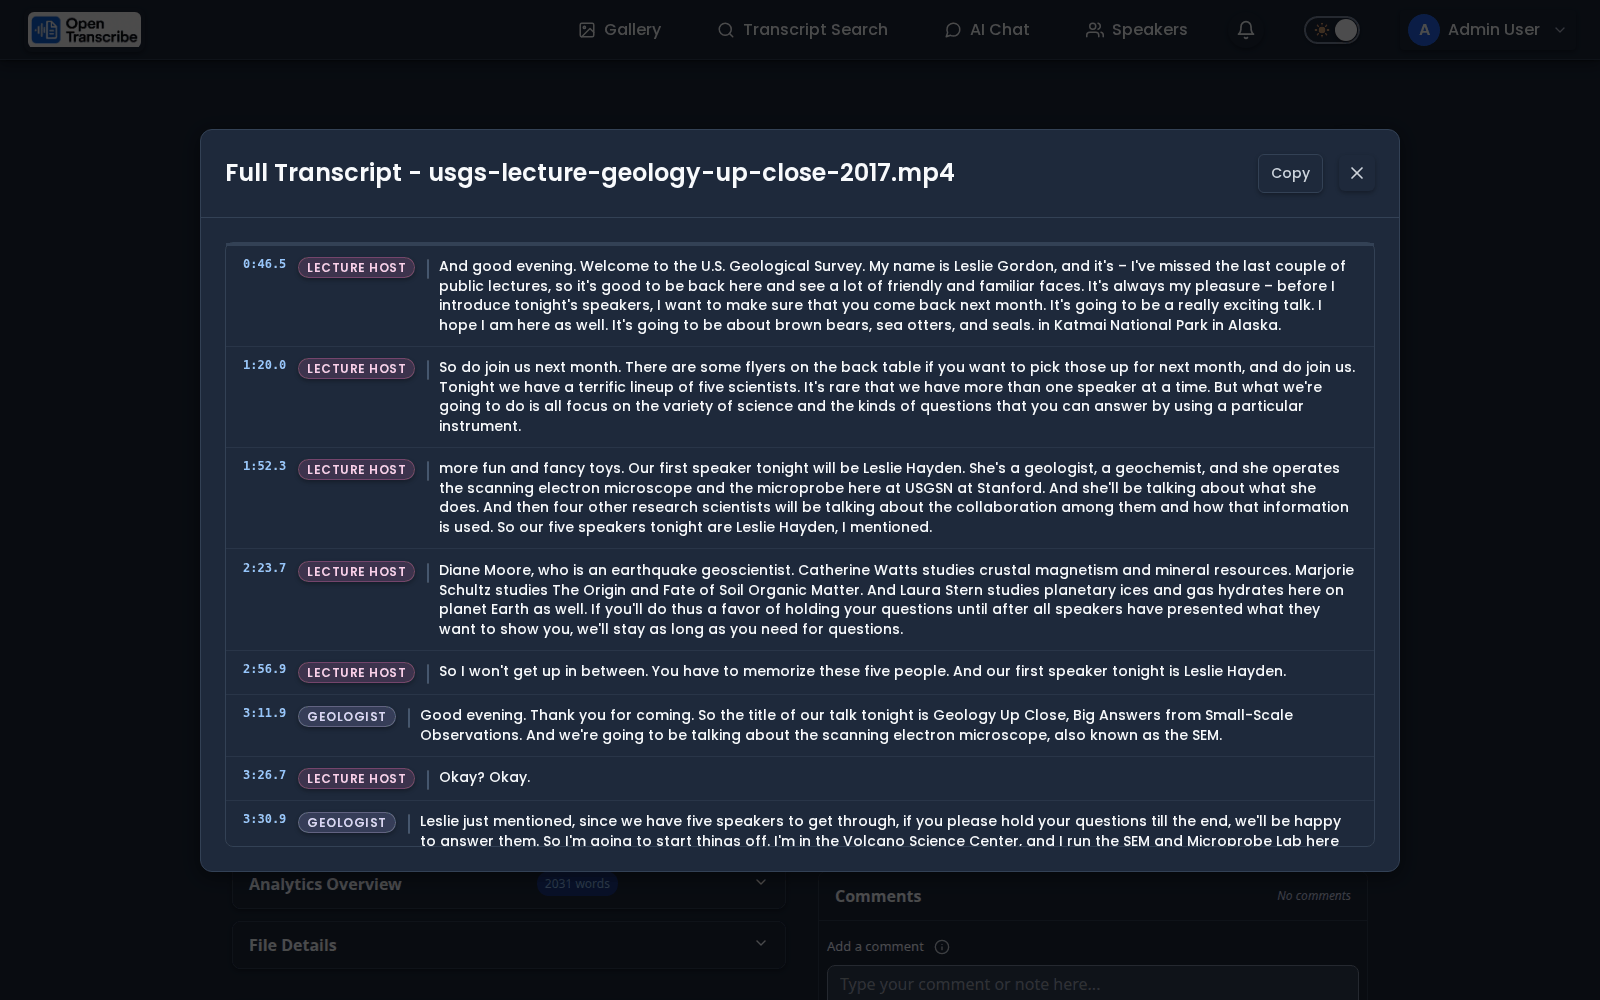 Open
Transcribe
Gallery
Transcript Search
AI Chat
Speakers
A
Admin User
Full Transcript - usgs-lecture-geology-up-close-2017.mp4
Copy
0:46.5
LECTURE HOST
And good evening. Welcome to the U.S. Geological Survey. My name is Leslie Gordon, and it's – I've missed the last couple of
public lectures, so it's good to be back here and see a lot of friendly and familiar faces. It's always my pleasure – before I
introduce tonight's speakers, I want to make sure that you come back next month. It's going to be a really exciting talk. I
hope I am here as well. It's going to be about brown bears, sea otters, and seals. in Katmai National Park in Alaska.
1:20.0
LECTURE HOST
So do join us next month. There are some flyers on the back table if you want to pick those up for next month, and do join us.
Tonight we have a terrific lineup of five scientists. It's rare that we have more than one speaker at a time. But what we're
going to do is all focus on the variety of science and the kinds of questions that you can answer by using a particular
instrument.
1:52.3
LECTURE HOST
more fun and fancy toys. Our first speaker tonight will be Leslie Hayden. She's a geologist, a geochemist, and she operates
the scanning electron microscope and the microprobe here at USGSN at Stanford. And she'll be talking about what she
does. And then four other research scientists will be talking about the collaboration among them and how that information
is used. So our five speakers tonight are Leslie Hayden, I mentioned.
2:23.7
LECTURE HOST
Diane Moore, who is an earthquake geoscientist. Catherine Watts studies crustal magnetism and mineral resources. Marjorie
Schultz studies The Origin and Fate of Soil Organic Matter. And Laura Stern studies planetary ices and gas hydrates here on
planet Earth as well. If you'll do thus a favor of holding your questions until after all speakers have presented what they
want to show you, we'll stay as long as you need for questions.
2:56.9
LECTURE HOST
So I won't get up in between. You have to memorize these five people. And our first speaker tonight is Leslie Hayden.
3:11.9
GEOLOGIST
Good evening. Thank you for coming. So the title of our talk tonight is Geology Up Close, Big Answers from Small-Scale
Observations. And we're going to be talking about the scanning electron microscope, also known as the SEM.
3:26.7
LECTURE HOST
Okay? Okay.
3:30.9
GEOLOGIST
Leslie just mentioned, since we have five speakers to get through, if you please hold your questions till the end, we'll be happy
to answer them. So I'm going to start things off. I'm in the Volcano Science Center, and I run the SEM and Microprobe Lab here
Analytics Overview
2031 words
File Details
Comments
No comments
Add a comment
Type your comment or note here...